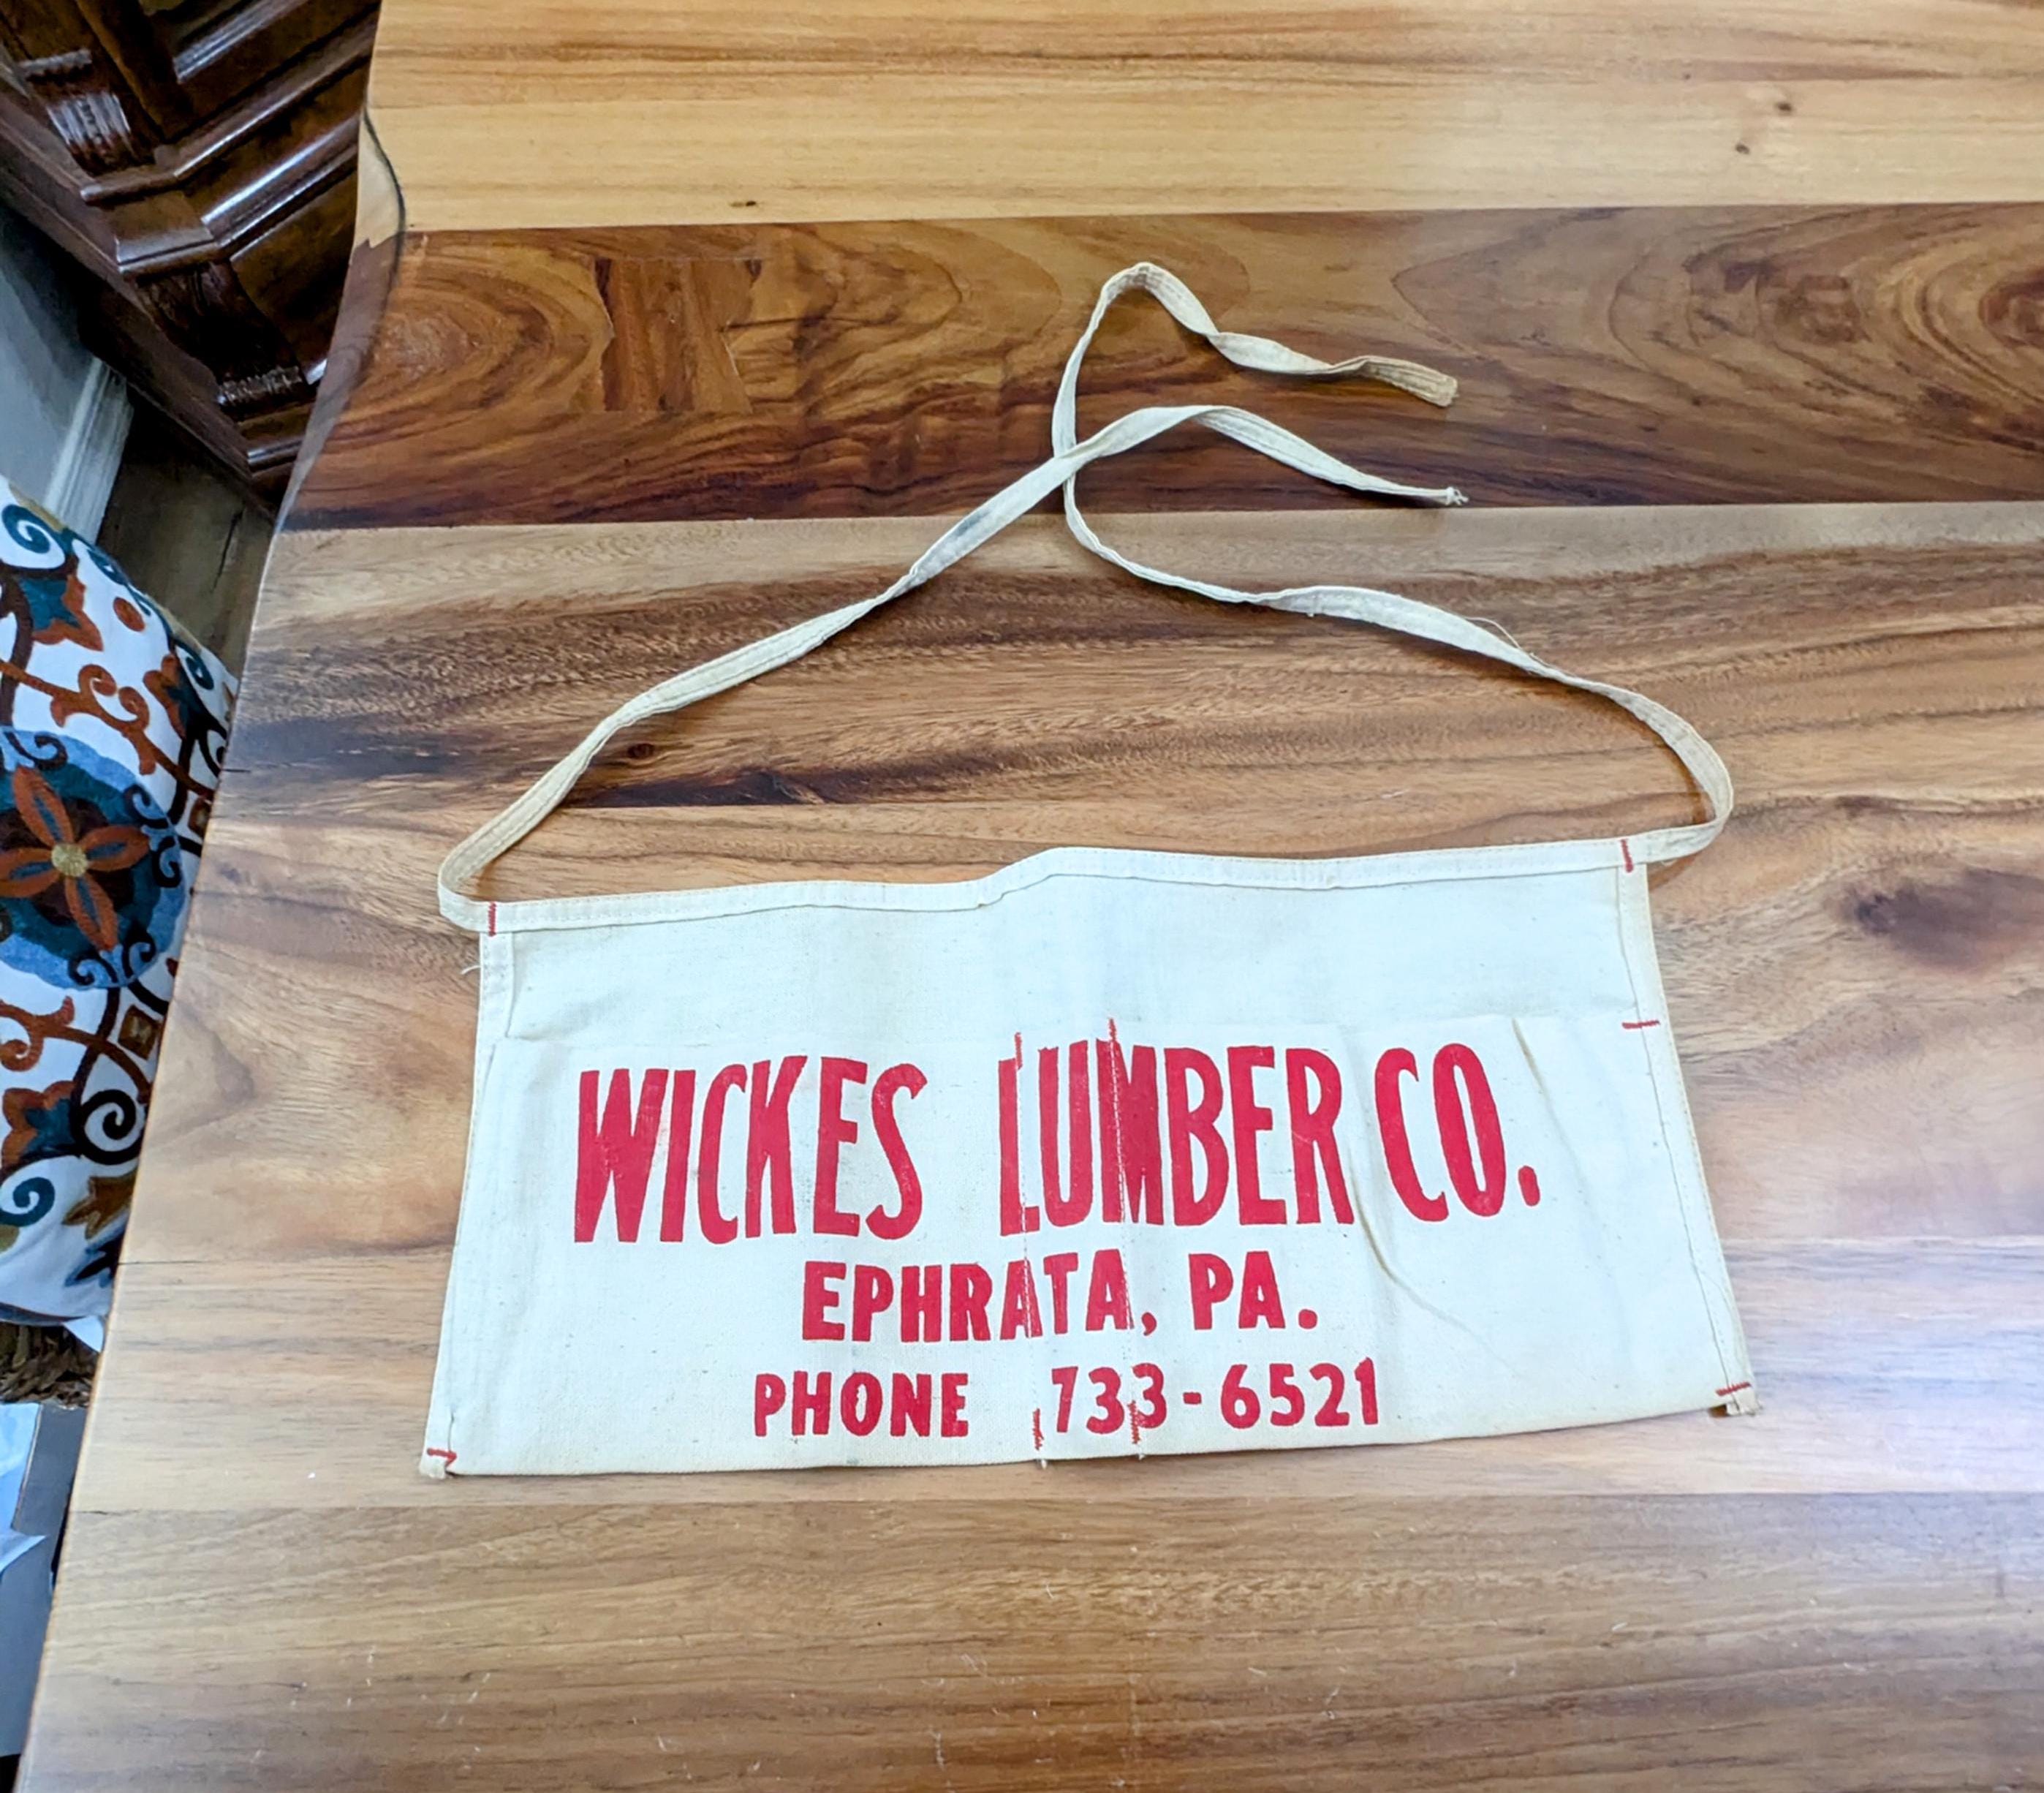 WICKES LUMBER CO.
EPHRATA, PA.
PHONE 733-6521